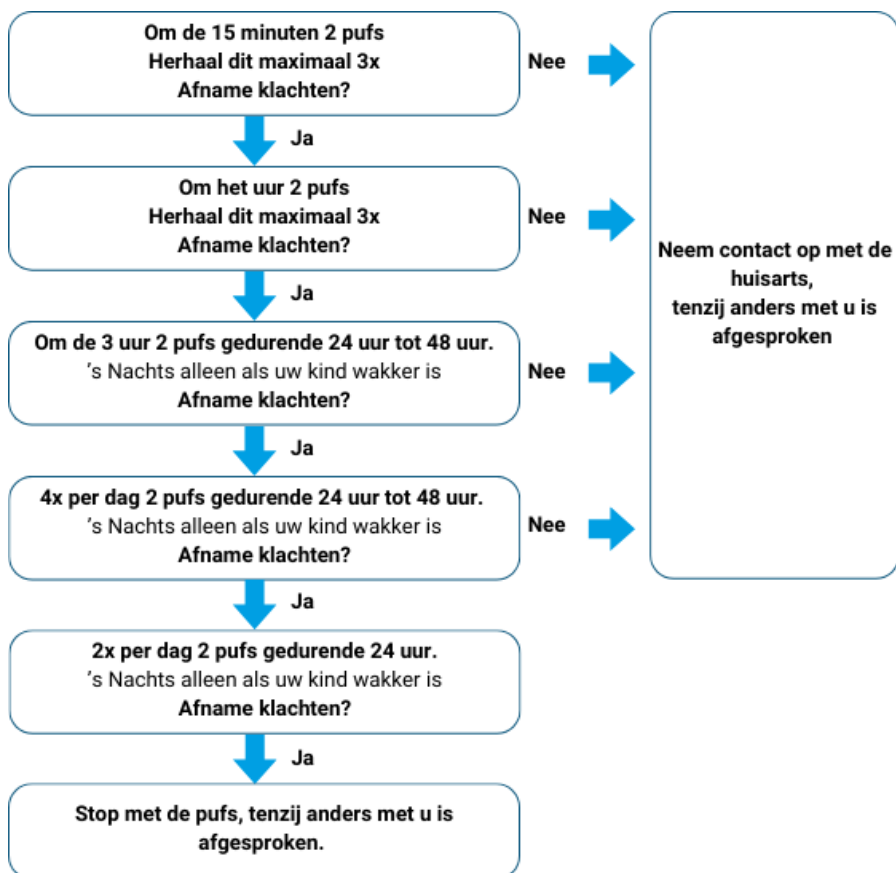 Om de 15 minuten 2 pufs
Herhaal dit maximaal 3x
Afname klachten?
Nee
Ja
Om het uur 2 pufs
Herhaal dit maximaal 3x
Afname klachten?
Nee
Ja
Om de 3 uur 2 pufs gedurende 24 uur tot 48 uur.
's Nachts alleen als uw kind wakker is
Afname klachten?
Nee
Ja
4x per dag 2 pufs gedurende 24 uur tot 48 uur.
's Nachts alleen als uw kind wakker is
Afname klachten?
Nee
Ja
2x per dag 2 pufs gedurende 24 uur.
's Nachts alleen als uw kind wakker is
Afname klachten?
Ja
Stop met de pufs, tenzij anders met u is
afgesproken.
Neem contact op met de
huisarts,
tenzij anders met u is
afgesproken